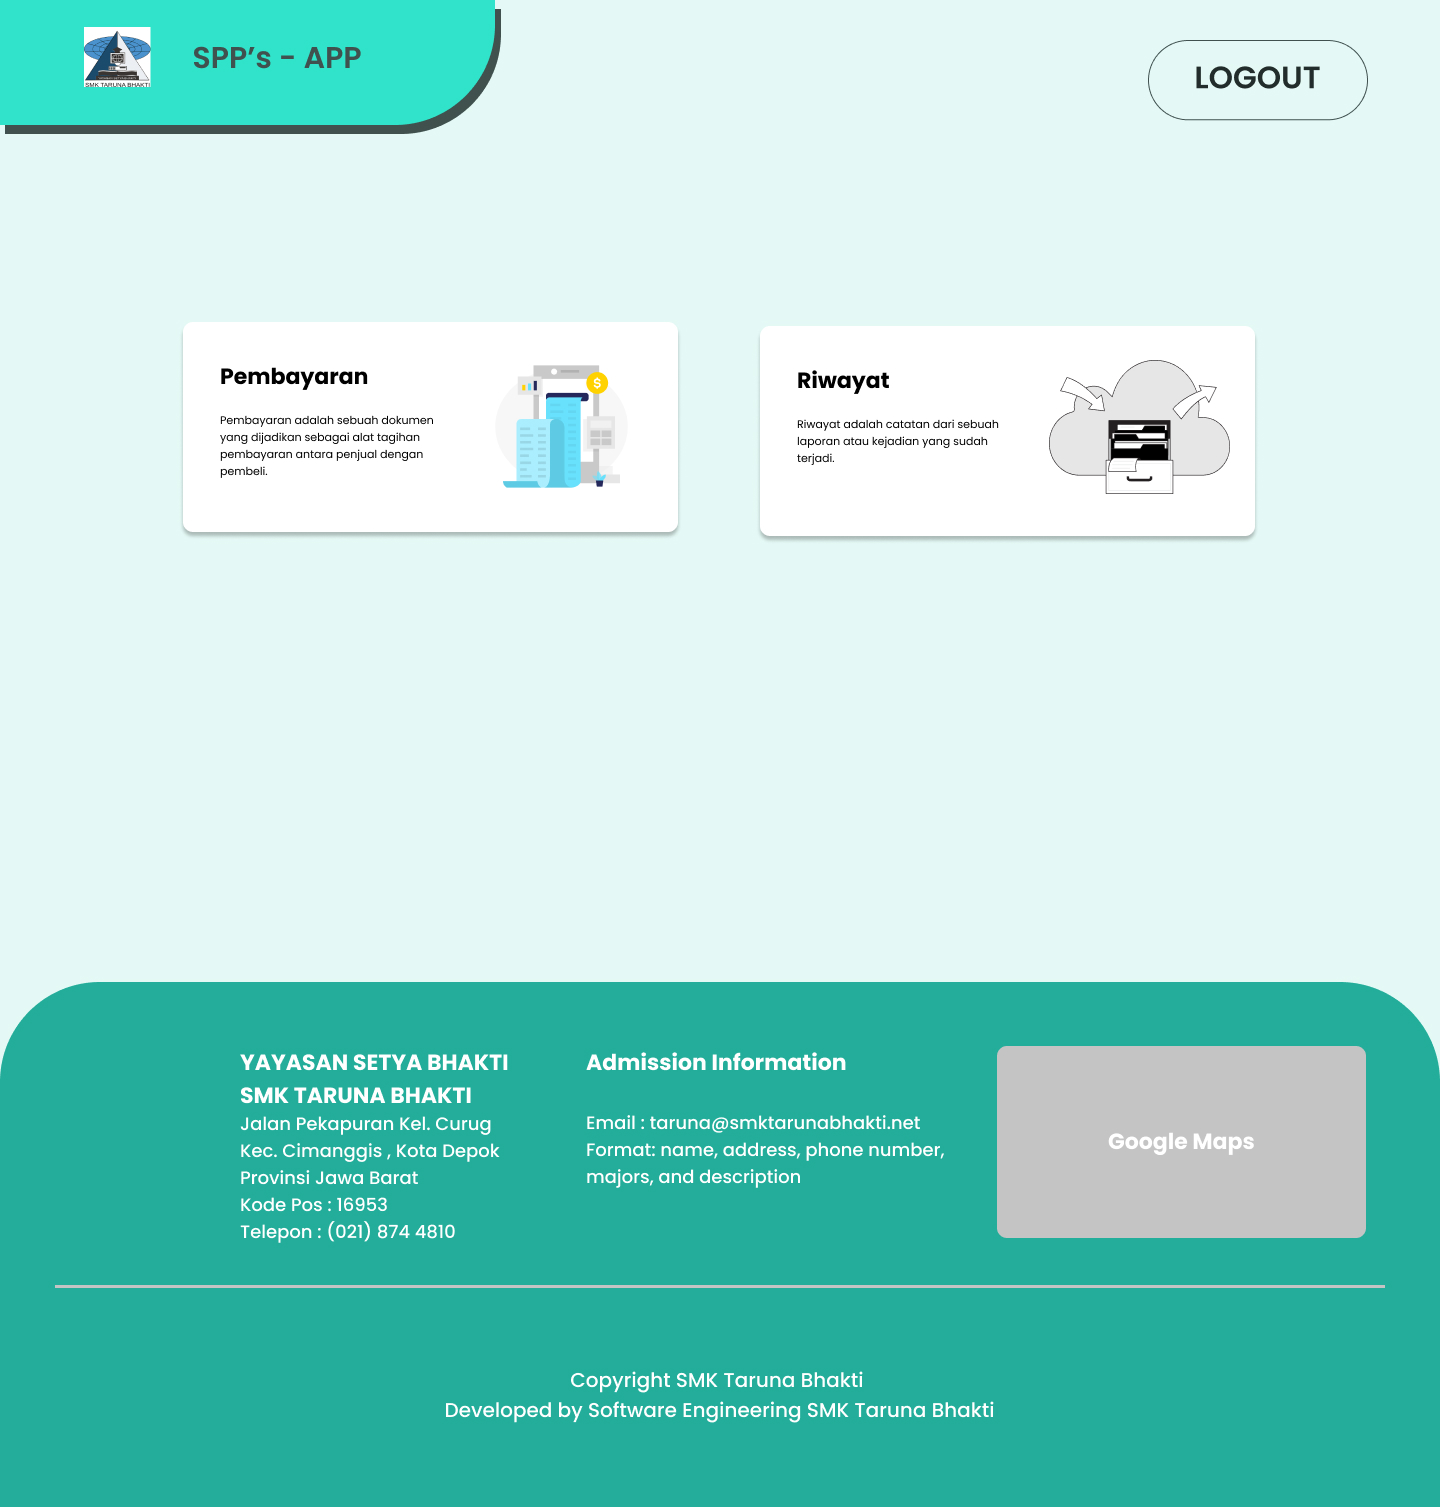 SMK TARUNA BHAKTI
SPP’s - APP
LOGOUT
Pembayaran
Pembayaran adalah sebuah dokumen
yang dijadikan sebagai alat tagihan
pembayaran antara penjual dengan
pembeli.
$
Riwayat
Riwayat adalah catatan dari sebuah
laporan atau kejadian yang sudah
terjadi.
YAYASAN SETYA BHAKTI
SMK TARUNA BHAKTI
Jalan Pekapuran Kel. Curug
Kec. Cimanggis , Kota Depok
Provinsi Jawa Barat
Kode Pos : 16953
Telepon : (021) 874 4810
Admission Information
Email : taruna@smktarunabhakti.net
Format: name, address, phone number,
majors, and description
Google Maps
Copyright SMK Taruna Bhakti
Developed by Software Engineering SMK Taruna Bhakti